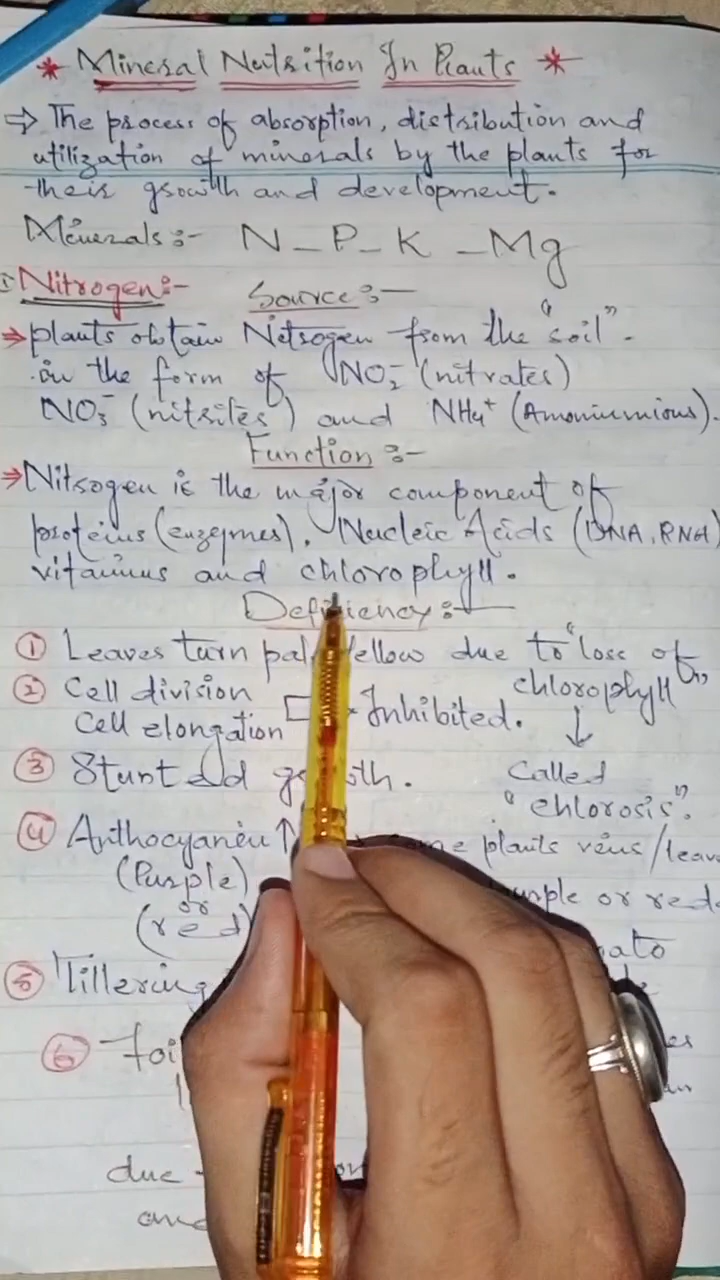 * Mineral Nutrition In Plants *
⇒ The process of absorption, distribution and
utilization of minerals by the plants for
their growth and development.
Minerals :- N - P - K - Mg
① Nitrogen :- Source :-
⇒ plants obtain Nitrogen from the "soil".
in the form of NO₂⁻ (nitrates)
NO₃⁻ (nitrites) and NH₄⁺ (Amoniumions).
Function :-
⇒ Nitrogen is the major component of
proteins (enzymes). Nucleic Acids (DNA, RNA)
vitamins and chlorophyll.
Deficiency :-
① Leaves turn pale yellow due to "loss of
chlorophyll"
② Cell division
Cell elongation Inhibited.
↓
③ Stunted growth.
Called
"chlorosis".
④ Anthocyanin ↑ plants veins/leav
(Purple)
or
(red)
purple or red.
⑤ Tillering
⑥
due
and